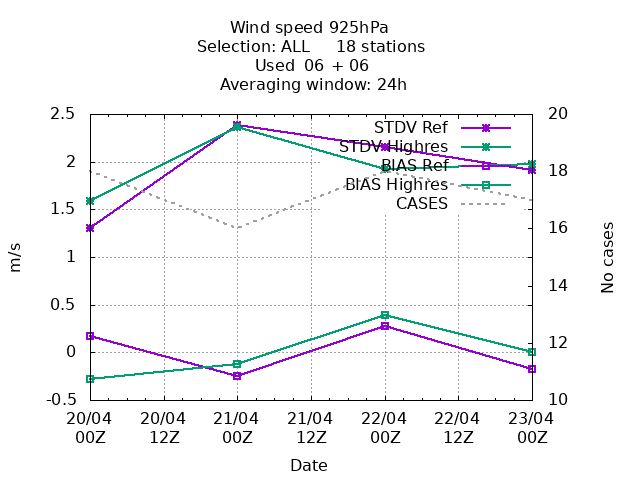 Wind speed 925hPa
Selection: ALL     18 stations
Used  06 + 06
Averaging window: 24h
2.5
2
1.5
1
0.5
0
-0.5
m/s
20
18
16
14
12
10
No cases
STDV Ref
STDV Highres
BIAS Ref
BIAS Highres
CASES
20/04 20/04 21/04 21/04 22/04 22/04 23/04
00Z 12Z 00Z 12Z 00Z 12Z 00Z
Date